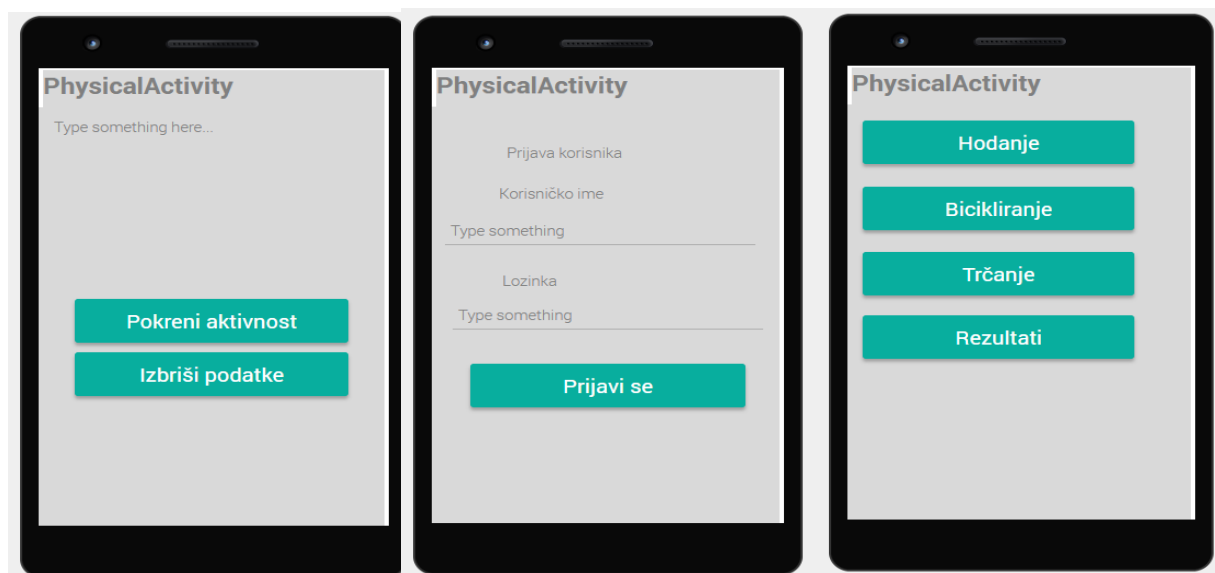 PhysicalActivity
Type something here...
Pokreni aktivnost
Izbriši podatke
PhysicalActivity
Prijava korisnika
Korisničko ime
Type something
Lozinka
Type something
Prijavi se
PhysicalActivity
Hodanje
Bicikliranje
Trčanje
Rezultati